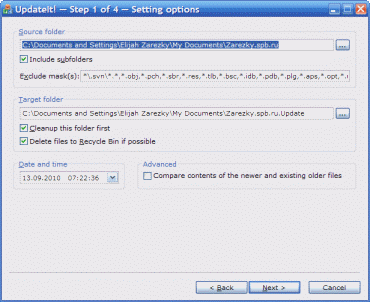 UpdateIt! — Step 1 of 4 — Setting options
Source folder
C:\Documents and Settings\Elijah Zarezky\My Documents\Zarezky.spb.ru
...
Include subfolders
Exclude mask(s):
*\.svn\*.*,*.obj,*.pch,*.sbr,*.res,*.tlb,*.bsc,*.idb,*.pdb,*.plg,*.aps,*.opt,*.
Target folder
C:\Documents and Settings\Elijah Zarezky\My Documents\Zarezky.spb.ru.Update
...
Cleanup this folder first
Delete files to Recycle Bin if possible
Date and time
13.09.2010 07:22:36
Advanced
Compare contents of the newer and existing older files
< Back
Next >
Cancel